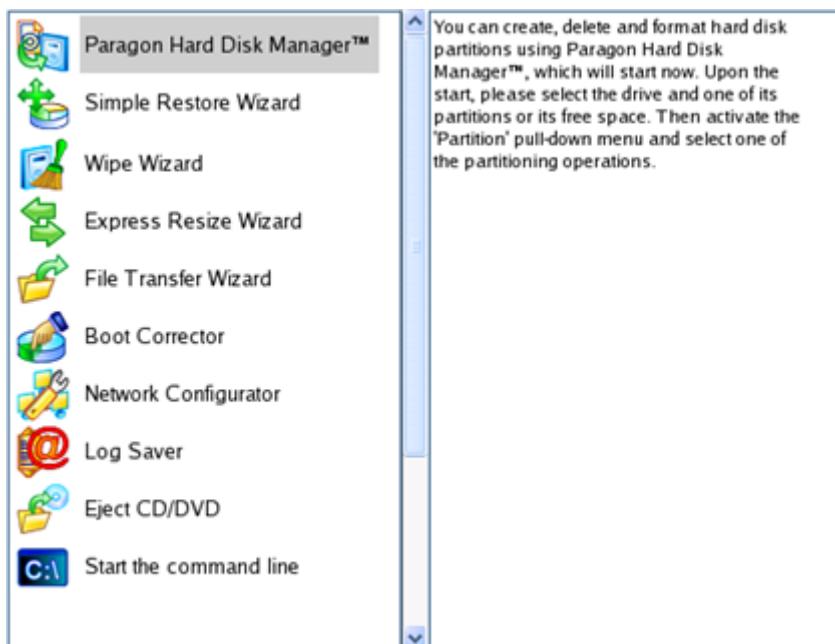 Paragon Hard Disk Manager™
Simple Restore Wizard
Wipe Wizard
Express Resize Wizard
File Transfer Wizard
Boot Corrector
Network Configurator
Log Saver
Eject CD/DVD
C:\
Start the command line
You can create, delete and format hard disk
partitions using Paragon Hard Disk
Manager™, which will start now. Upon the
start, please select the drive and one of its
partitions or its free space. Then activate the
'Partition' pull-down menu and select one of
the partitioning operations.